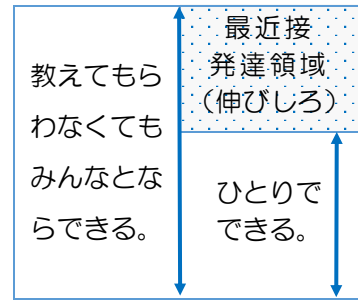 教えてもら
わなくても
みんなとな
らできる。
最近接
発達領域
（伸びしろ）
ひとりで
できる。